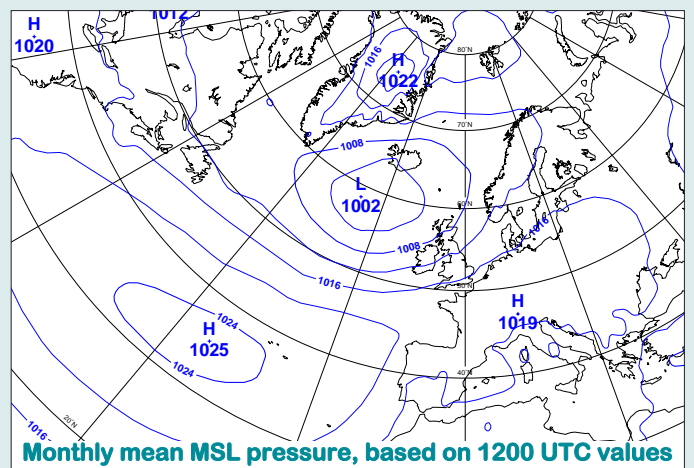 H
1020
1012
1016
H
1022
80°N
70°N
1008
L
1002
60°N
1008
1016
1016
50°N
H
1019
1024
H
1025
1024
40°N
20°N
1016
Monthly mean MSL pressure, based on 1200 UTC values